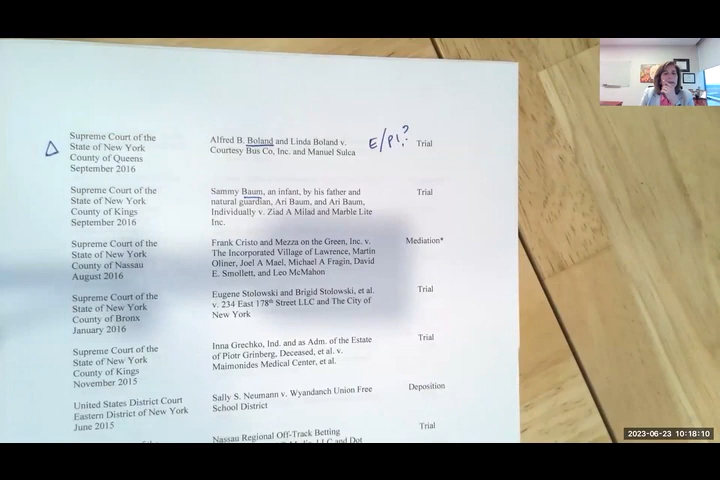 Supreme Court of the
State of New York
County of Queens
September 2016
Alfred B. Boland and Linda Boland v.
Courtesy Bus Co, Inc. and Manuel Sulca
E/Pl.?
Trial
Supreme Court of the
State of New York
County of Kings
September 2016
Sammy Baum, an infant, by his father and
natural guardian, Ari Baum, and Ari Baum,
Individually v. Ziad A Milad and Marble Lite
Inc.
Trial
Supreme Court of the
State of New York
County of Nassau
August 2016
Frank Cristo and Mezza on the Green, Inc. v.
The Incorporated Village of Lawrence, Martin
Oliner, Joel A Mael, Michael A Fragin, David
E. Smollett, and Leo McMahon
Mediation*
Supreme Court of the
State of New York
County of Bronx
January 2016
Eugene Stolowski and Brigid Stolowski, et al.
v. 234 East 178th Street LLC and The City of
New York
Trial
Supreme Court of the
State of New York
County of Kings
November 2015
Inna Grechko, Ind. and as Adm. of the Estate
of Piotr Grinberg, Deceased, et al. v.
Maimonides Medical Center, et al.
Trial
United States District Court
Eastern District of New York
June 2015
Sally S. Neumann v. Wyandanch Union Free
School District
Deposition
Nassau Regional Off-Track Betting
Trial
2023-06-23 10:18:10